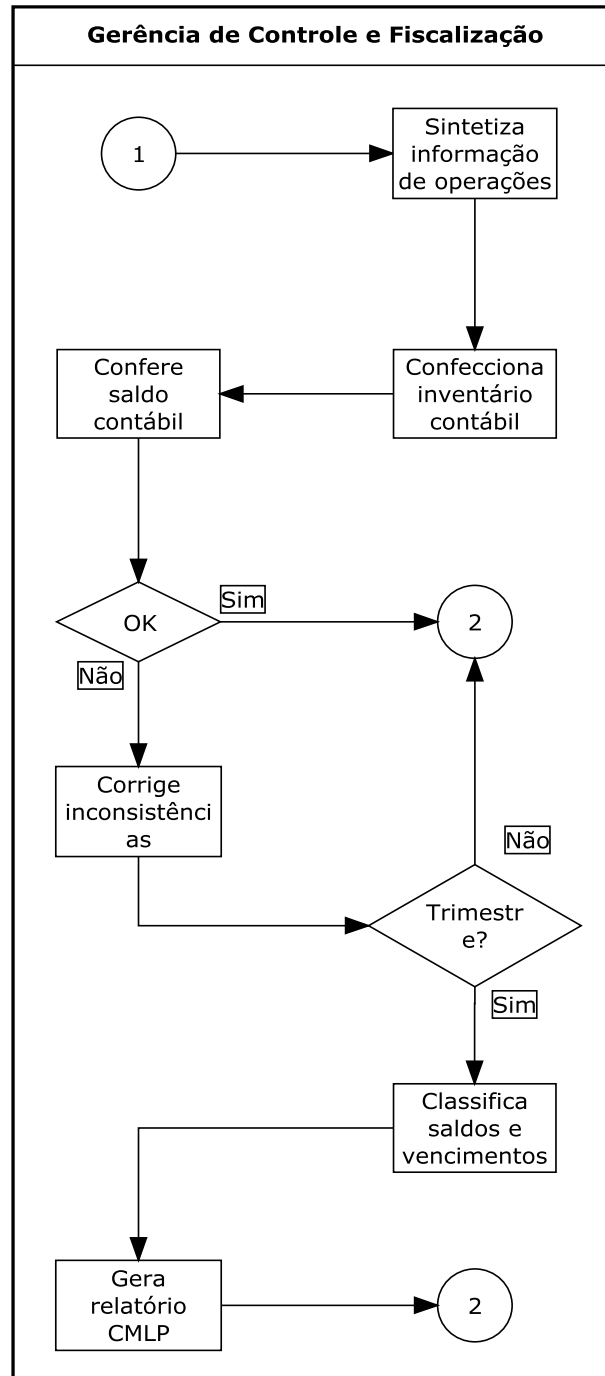 Gerência de Controle e Fiscalização
1
Sintetiza
informação
de operações
Confere
saldo
contábil
Confecciona
inventário
contábil
OK
Sim
2
Não
Corrige
inconsistênci
as
Não
Trimestr
e?
Sim
Classifica
saldos e
vencimentos
Gera
relatório
CMLP
2